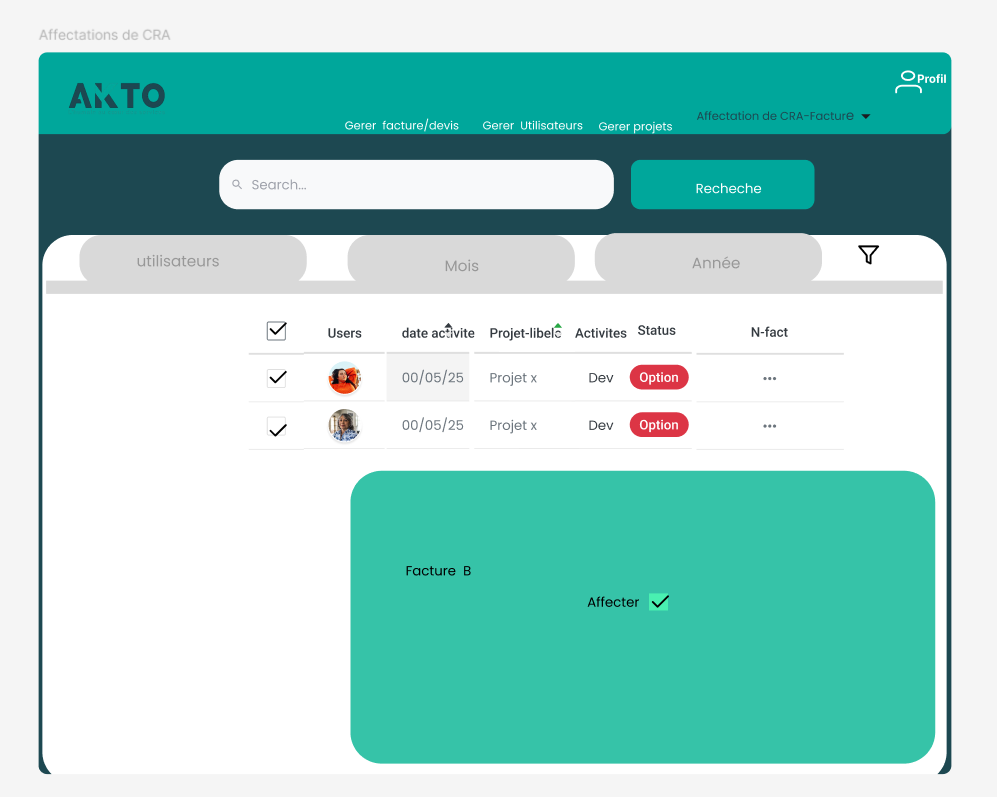 Affectations de CRA
AKTO
Profil
Gerer facture/devis Gerer Utilisateurs Gerer projets Affectation de CRA-Facture
Search... Recheche
utilisateurs Mois Année
Users date activite Projet-libele Activites Status N-fact
00/05/25 Projet x Dev Option ...
00/05/25 Projet x Dev Option ...
Facture B
Affecter